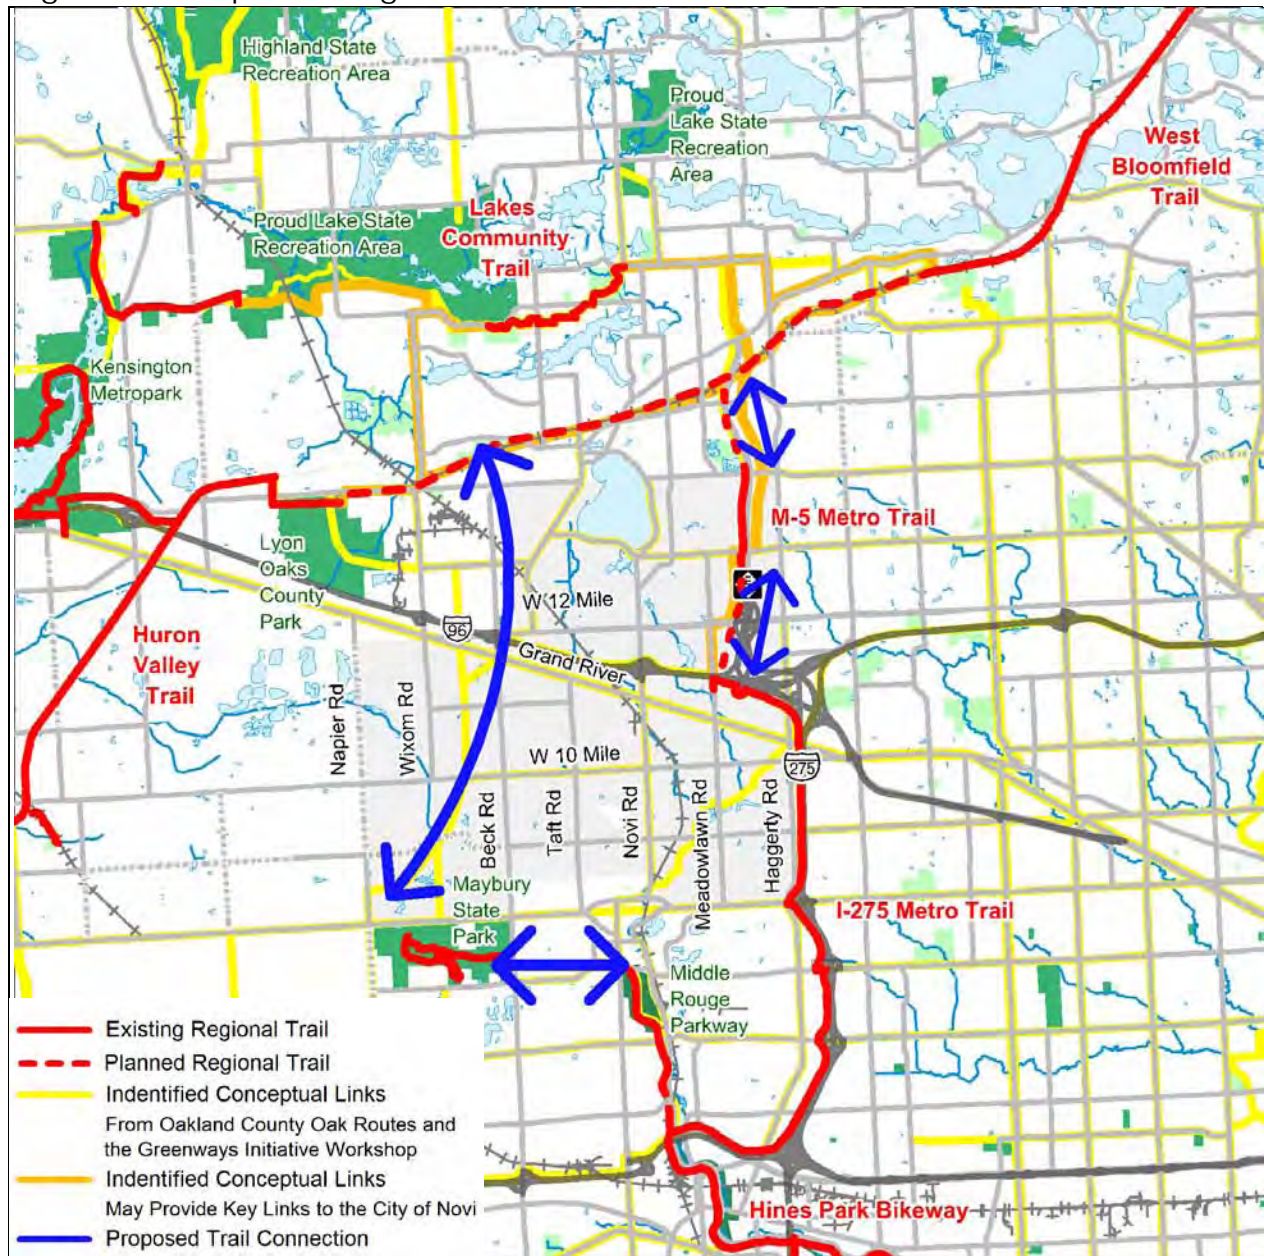 Highland State
Recreation Area
Proud
Lake State
Recreation
Area
West
Bloomfield
Trail
Lakes
Community
Trail
Proud Lake State
Recreation Area
Kensington
Metropark
M-5 Metro Trail
Lyon
Oaks
County
Park
W 12 Mile
96
Grand River
Huron
Valley
Trail
Napier Rd
Wixom Rd
W 10 Mile
275
Beck Rd
Taft Rd
Novi Rd
Meadowlawn Rd
Haggerty Rd
Maybury
State
Park
I-275 Metro Trail
Middle
Rouge
Parkway
Existing Regional Trail
Planned Regional Trail
Indentified Conceptual Links
From Oakland County Oak Routes and
the Greenways Initiative Workshop
Indentified Conceptual Links
May Provide Key Links to the City of Novi
Proposed Trail Connection
Hines Park Bikeway